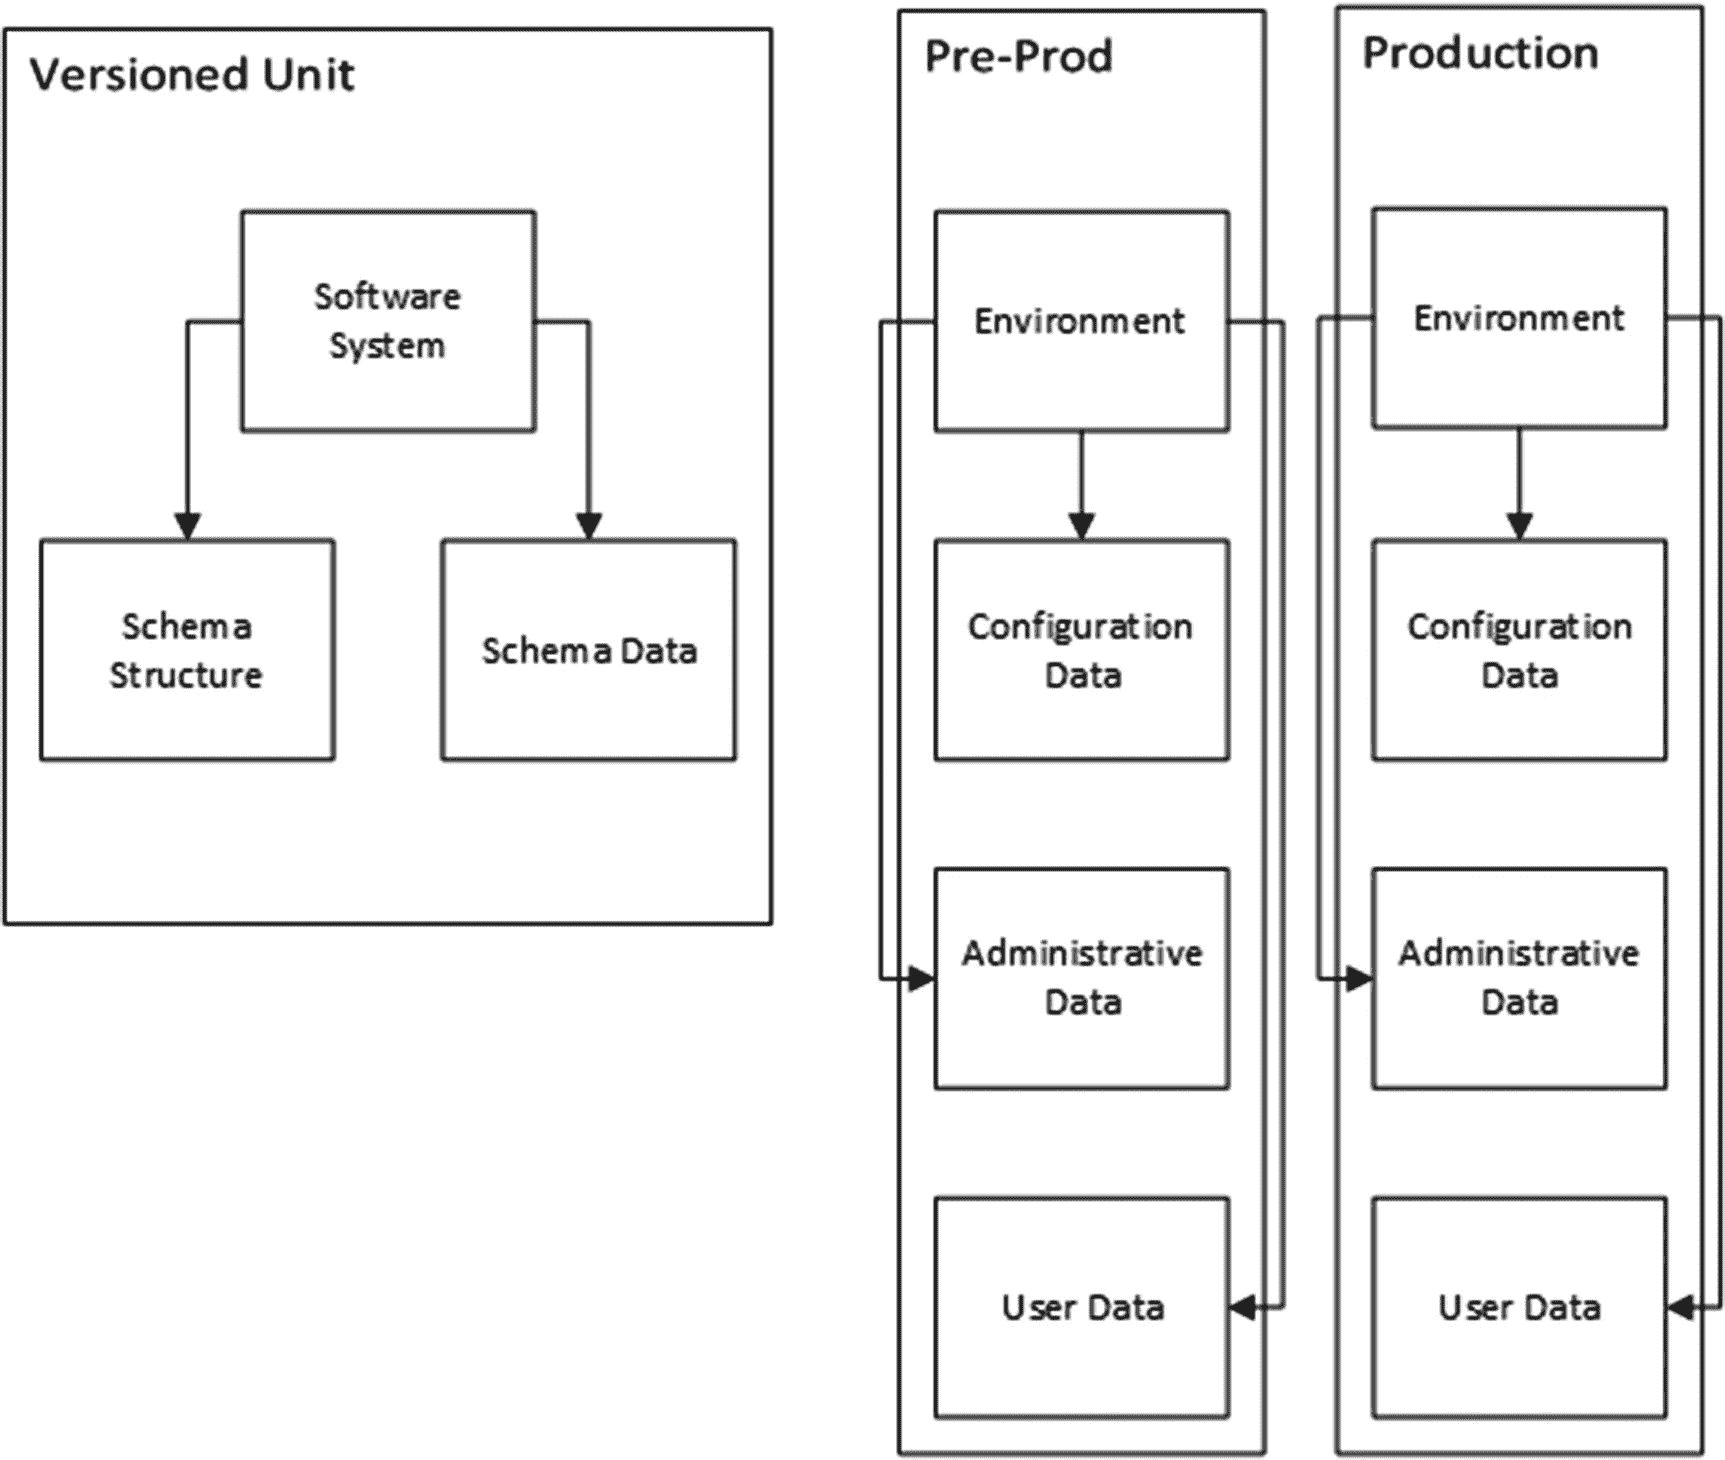 Versioned Unit
Software
System
Schema
Structure
Schema Data
Pre-Prod
Environment
Configuration
Data
Administrative
Data
User Data
Production
Environment
Configuration
Data
Administrative
Data
User Data